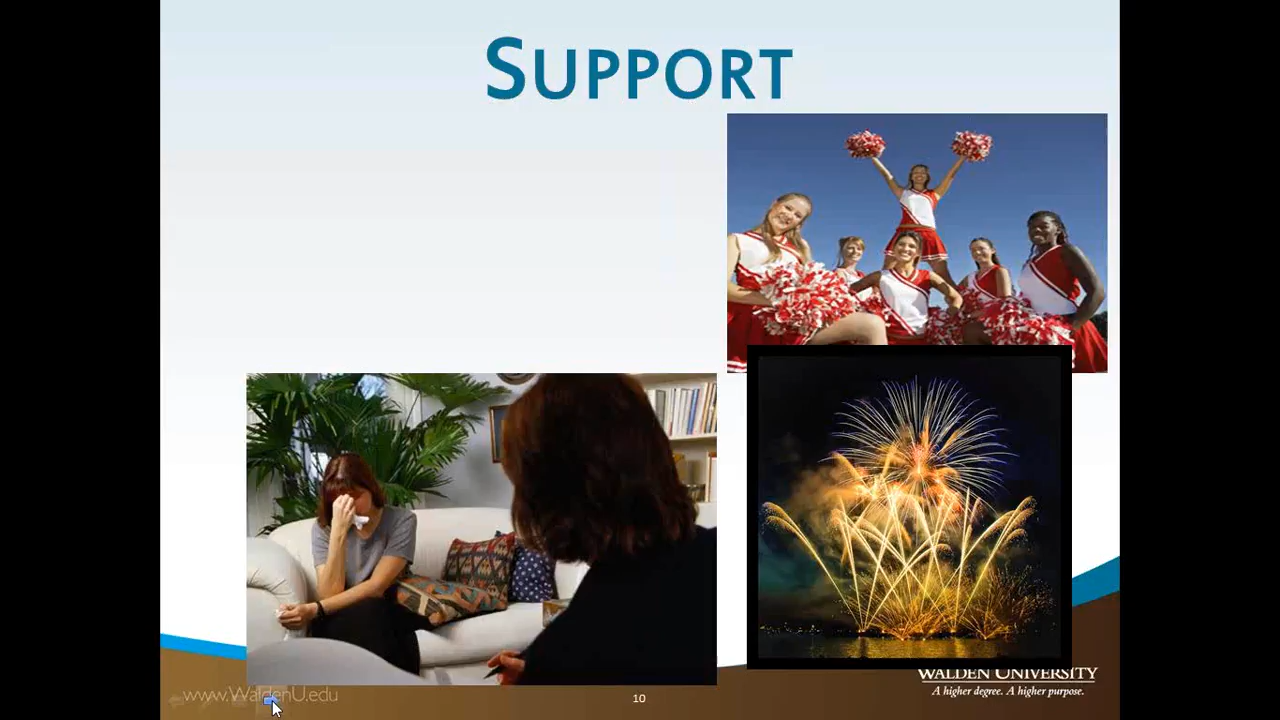 SUPPORT
www.WaldenU.edu
10
WALDEN UNIVERSITY
A higher degree. A higher purpose.